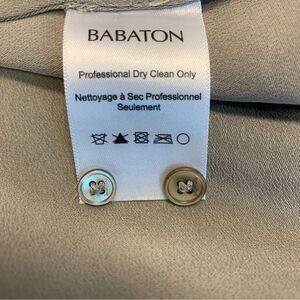 BABATON
Professional Dry Clean Only
Nettoyage à Sec Professionnel
Seulement